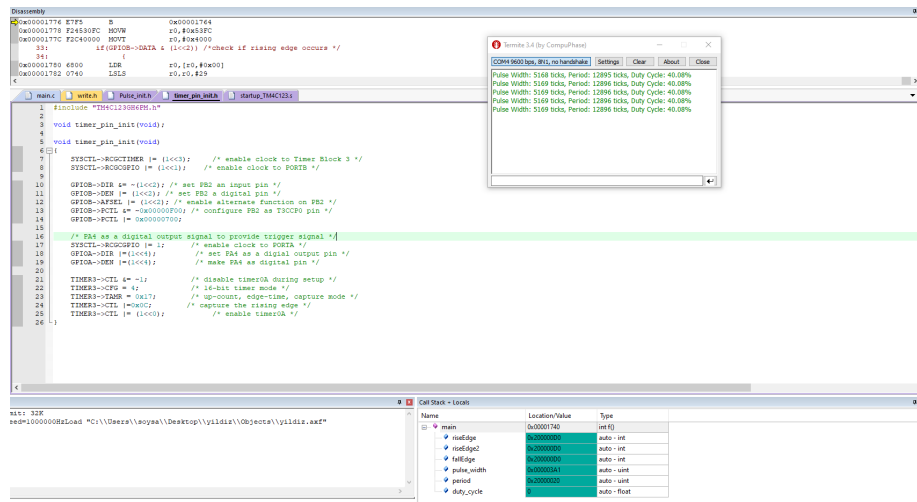 Disassembly
0x00001776 E7F5 B 0x00001764
0x00001778 F24530FC MOVW r0,#0x53FC
0x0000177C F2C40000 MOVT r0,#0x4000
33: if(GPIOB->DATA & (1<<2)) /*check if rising edge occurs */
34: {
0x00001780 6800 LDR r0,[r0,#0x00]
0x00001782 0740 LSLS r0,r0,#29
Termite 3.4 (by CompuPhase)
COM4 9600 bps, 8N1, no handshake Settings Clear About Close
Pulse Width: 5168 ticks, Period: 12895 ticks, Duty Cycle: 40.08%
Pulse Width: 5169 ticks, Period: 12896 ticks, Duty Cycle: 40.08%
Pulse Width: 5169 ticks, Period: 12896 ticks, Duty Cycle: 40.08%
Pulse Width: 5169 ticks, Period: 12896 ticks, Duty Cycle: 40.08%
Pulse Width: 5169 ticks, Period: 12896 ticks, Duty Cycle: 40.08%
main.c write.h Pulse_init.h timer_pin_init.h startup_TM4C123.s
1 #include "TM4C123GH6PM.h"
2
3 void timer_pin_init(void);
4
5 void timer_pin_init(void)
6 {
7 SYSCTL->RCGCTIMER |= (1<<3); /* enable clock to Timer Block 3 */
8 SYSCTL->RCGCGPIO |= (1<<1); /* enable clock to PORTB */
9
10 GPIOB->DIR &= ~(1<<2); /* set PB2 an input pin */
11 GPIOB->DEN |= (1<<2); /* set PB2 a digital pin */
12 GPIOB->AFSEL |= (1<<2); /* enable alternate function on PB2 */
13 GPIOB->PCTL &= ~0x00000F00; /* configure PB2 as T3CCP0 pin */
14 GPIOB->PCTL |= 0x00000700;
15
16 /* PA4 as a digital output signal to provide trigger signal */
17 SYSCTL->RCGCGPIO |= 1; /* enable clock to PORTA */
18 GPIOA->DIR |=(1<<4); /* set PA4 as a digial output pin */
19 GPIOA->DEN |=(1<<4); /* make PA4 as digital pin */
20
21 TIMER3->CTL &= ~1; /* disable timer0A during setup */
22 TIMER3->CFG = 4; /* 16-bit timer mode */
23 TIMER3->TAMR = 0x17; /* up-count, edge-time, capture mode */
24 TIMER3->CTL |=0x0C; /* capture the rising edge */
25 TIMER3->CTL |= (1<<0); /* enable timer0A */
26 }
mit: 32K
eed=1000000HzLoad "C:\\Users\\soysa\\Desktop\\yildiz\\Objects\\yildiz.axf"
Call Stack + Locals
Name Location/Value Type
main 0x00001740 int f()
riseEdge 0x200000D0 auto - int
riseEdge2 0x200000D0 auto - int
fallEdge 0x200000D0 auto - int
pulse_width 0x000003A1 auto - uint
period 0x20000020 auto - uint
duty_cycle 0 auto - float